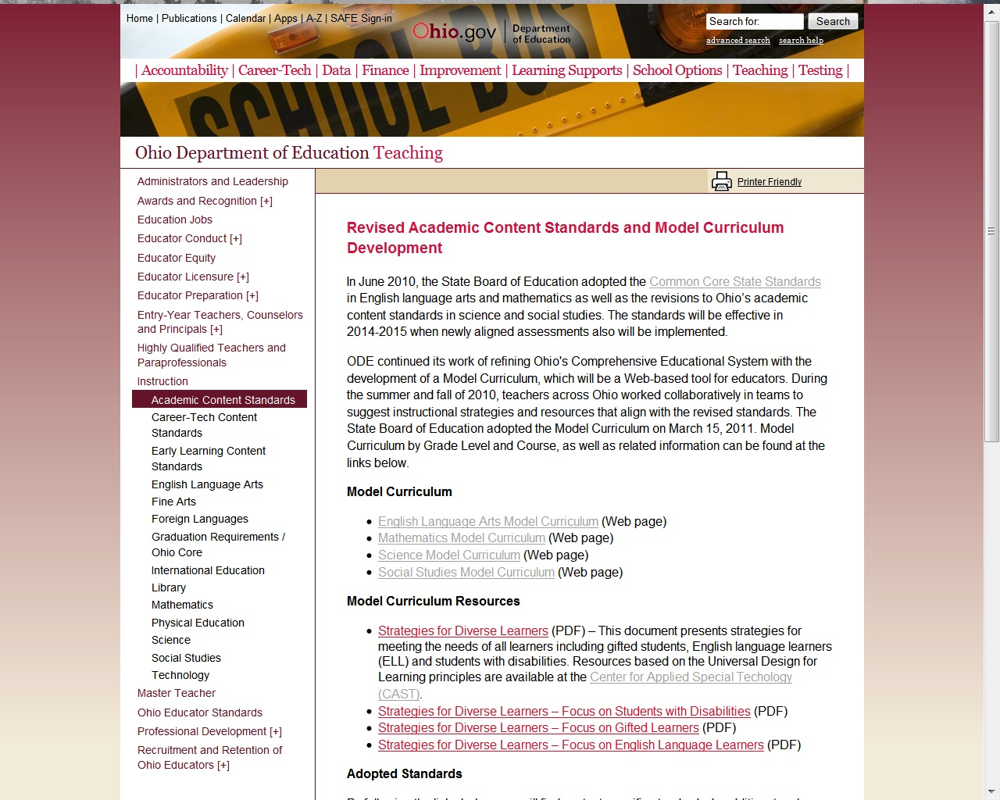 Home | Publications | Calendar | Apps | A-Z | SAFE Sign-in
Ohio.gov
Department
of Education
Search for:
Search
advanced search
search help
| Accountability | Career-Tech | Data | Finance | Improvement | Learning Supports | School Options | Teaching | Testing |
SCHOOL BUS
Ohio Department of Education Teaching
Printer Friendly
Administrators and Leadership
Awards and Recognition [+]
Education Jobs
Educator Conduct [+]
Educator Equity
Educator Licensure [+]
Educator Preparation [+]
Entry-Year Teachers, Counselors
and Principals [+]
Highly Qualified Teachers and
Paraprofessionals
Instruction
Academic Content Standards
Career-Tech Content
Standards
Early Learning Content
Standards
English Language Arts
Fine Arts
Foreign Languages
Graduation Requirements /
Ohio Core
International Education
Library
Mathematics
Physical Education
Science
Social Studies
Technology
Master Teacher
Ohio Educator Standards
Professional Development [+]
Recruitment and Retention of
Ohio Educators [+]
Revised Academic Content Standards and Model Curriculum
Development
In June 2010, the State Board of Education adopted the Common Core State Standards
in English language arts and mathematics as well as the revisions to Ohio’s academic
content standards in science and social studies. The standards will be effective in
2014-2015 when newly aligned assessments also will be implemented.
ODE continued its work of refining Ohio's Comprehensive Educational System with the
development of a Model Curriculum, which will be a Web-based tool for educators. During
the summer and fall of 2010, teachers across Ohio worked collaboratively in teams to
suggest instructional strategies and resources that align with the revised standards. The
State Board of Education adopted the Model Curriculum on March 15, 2011. Model
Curriculum by Grade Level and Course, as well as related information can be found at the
links below.
Model Curriculum
• English Language Arts Model Curriculum (Web page)
• Mathematics Model Curriculum (Web page)
• Science Model Curriculum (Web page)
• Social Studies Model Curriculum (Web page)
Model Curriculum Resources
• Strategies for Diverse Learners (PDF) – This document presents strategies for
meeting the needs of all learners including gifted students, English language learners
(ELL) and students with disabilities. Resources based on the Universal Design for
Learning principles are available at the Center for Applied Special Techology
(CAST).
• Strategies for Diverse Learners – Focus on Students with Disabilities (PDF)
• Strategies for Diverse Learners – Focus on Gifted Learners (PDF)
• Strategies for Diverse Learners – Focus on English Language Learners (PDF)
Adopted Standards